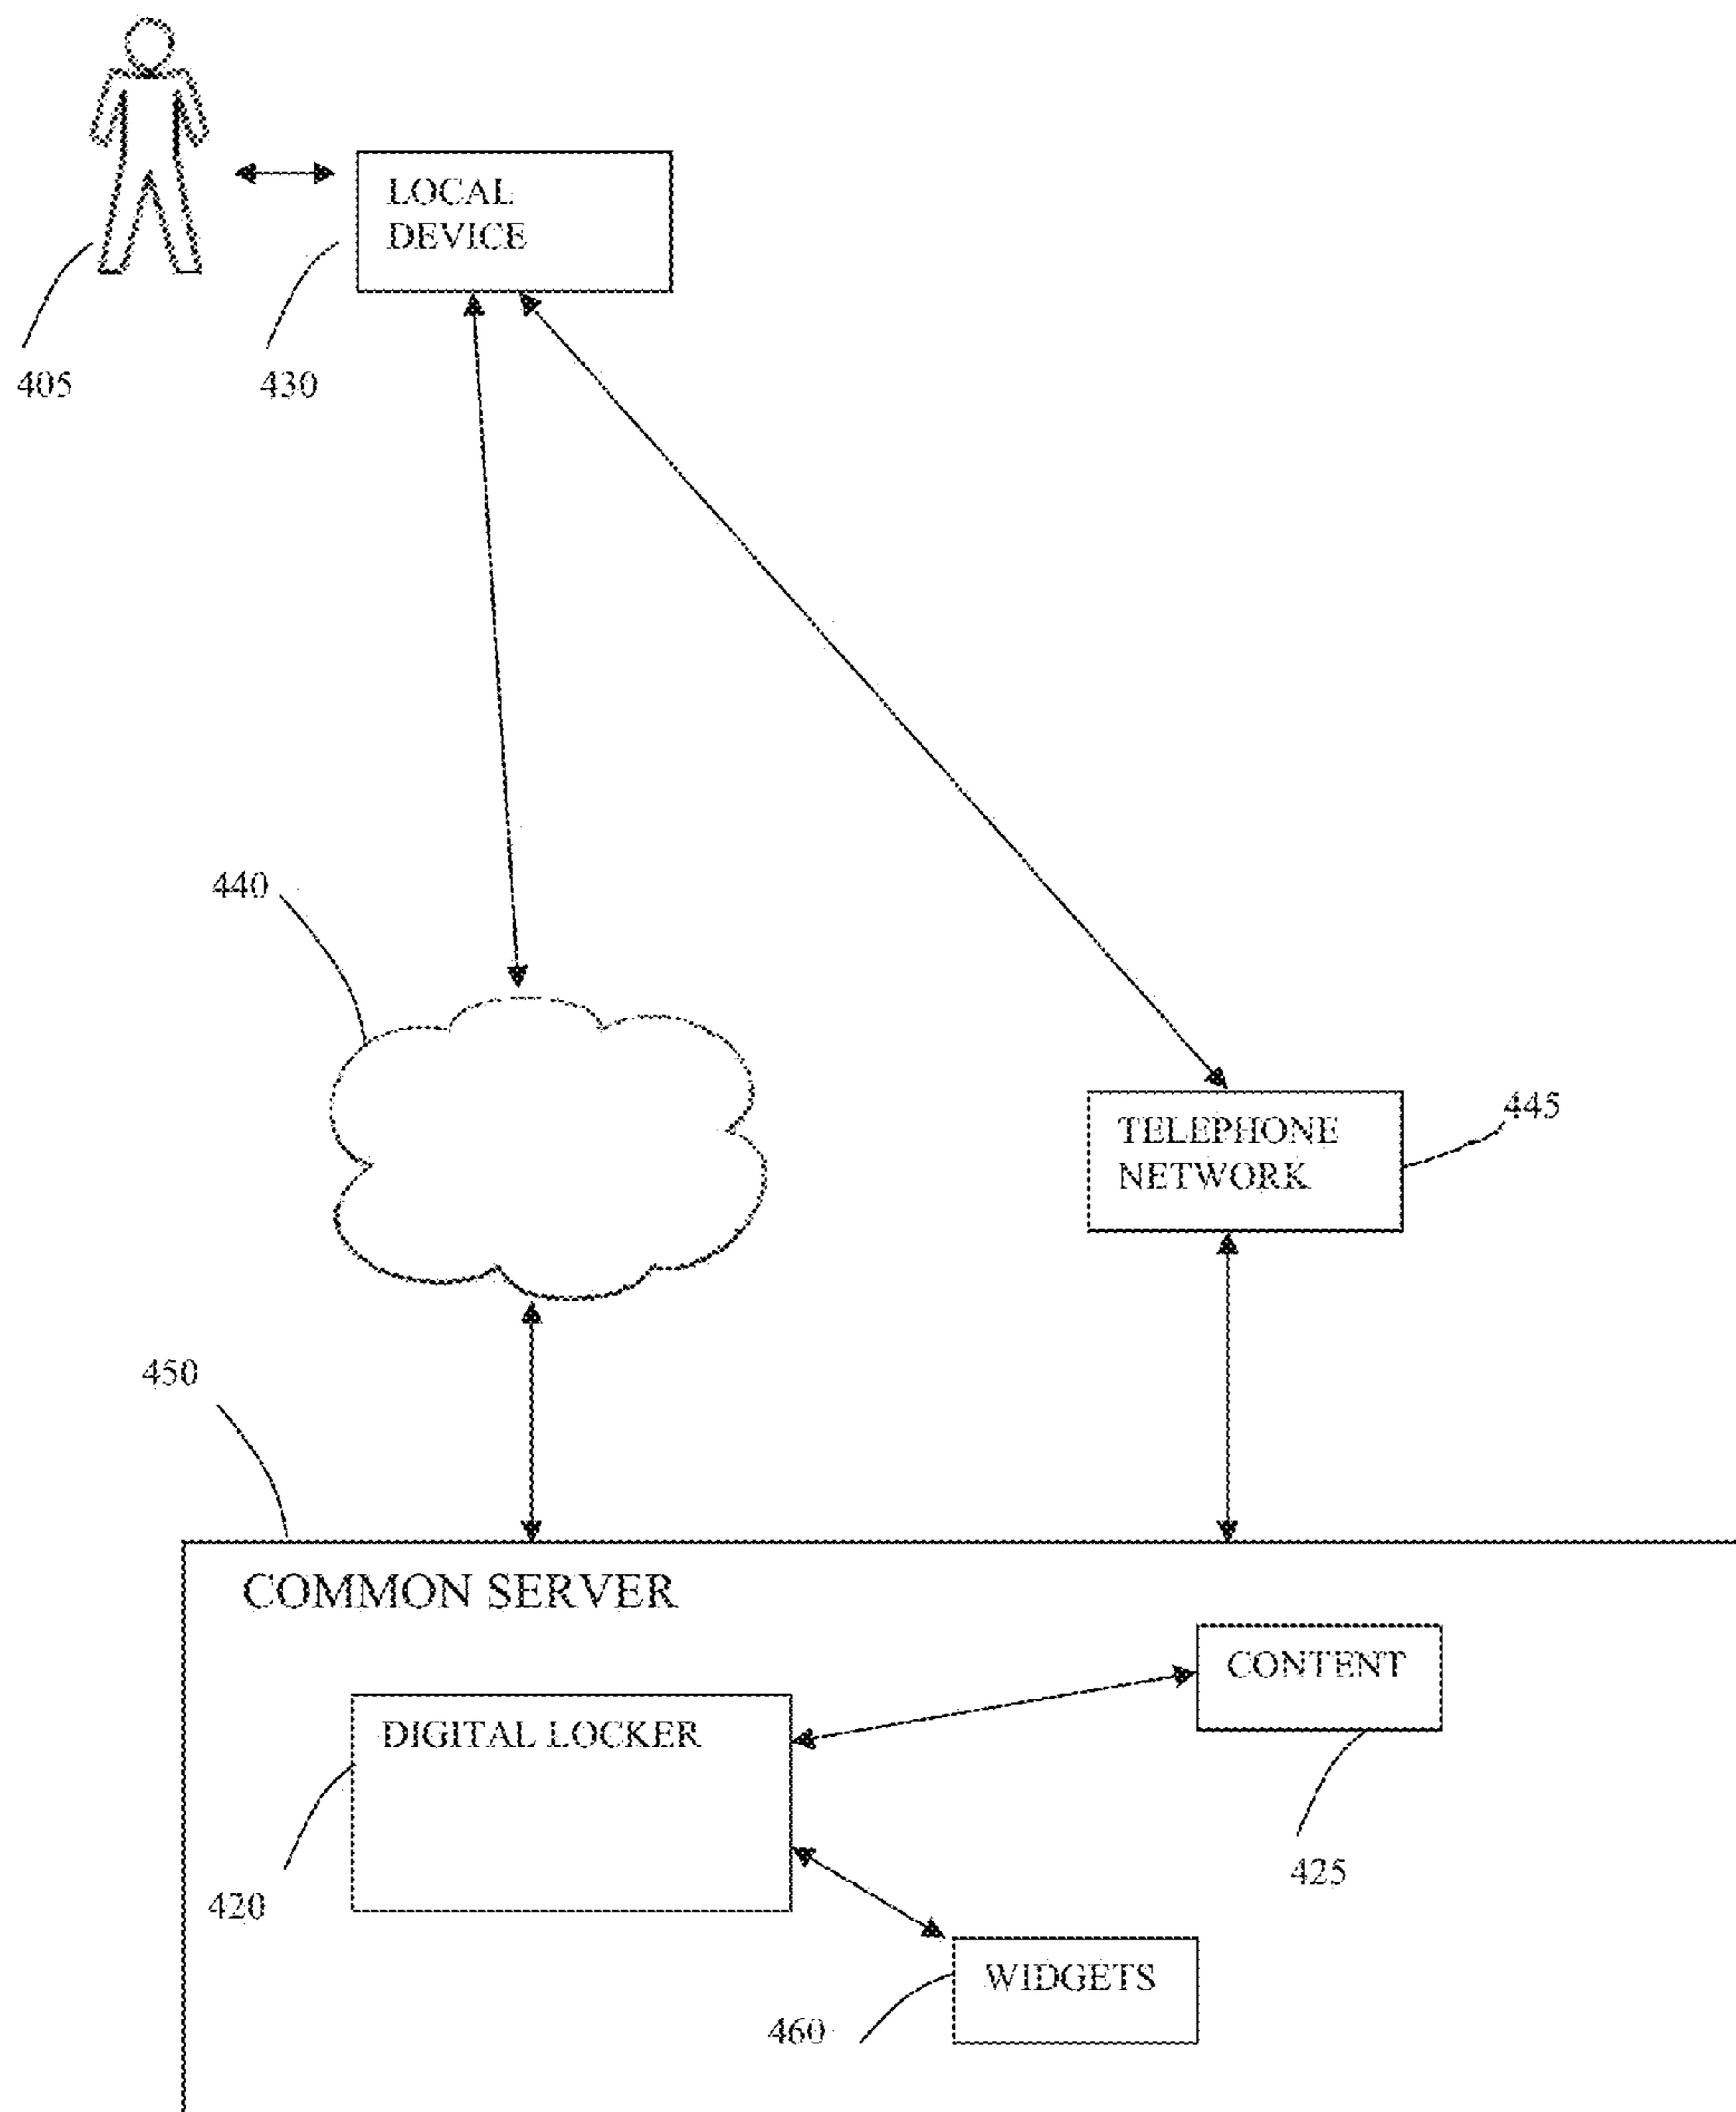 LOCAL
DEVICE
405
430
440
TELEPHONE
NETWORK
445
450
COMMON SERVER
CONTENT
DIGITAL LOCKER
425
420
WIDGETS
460